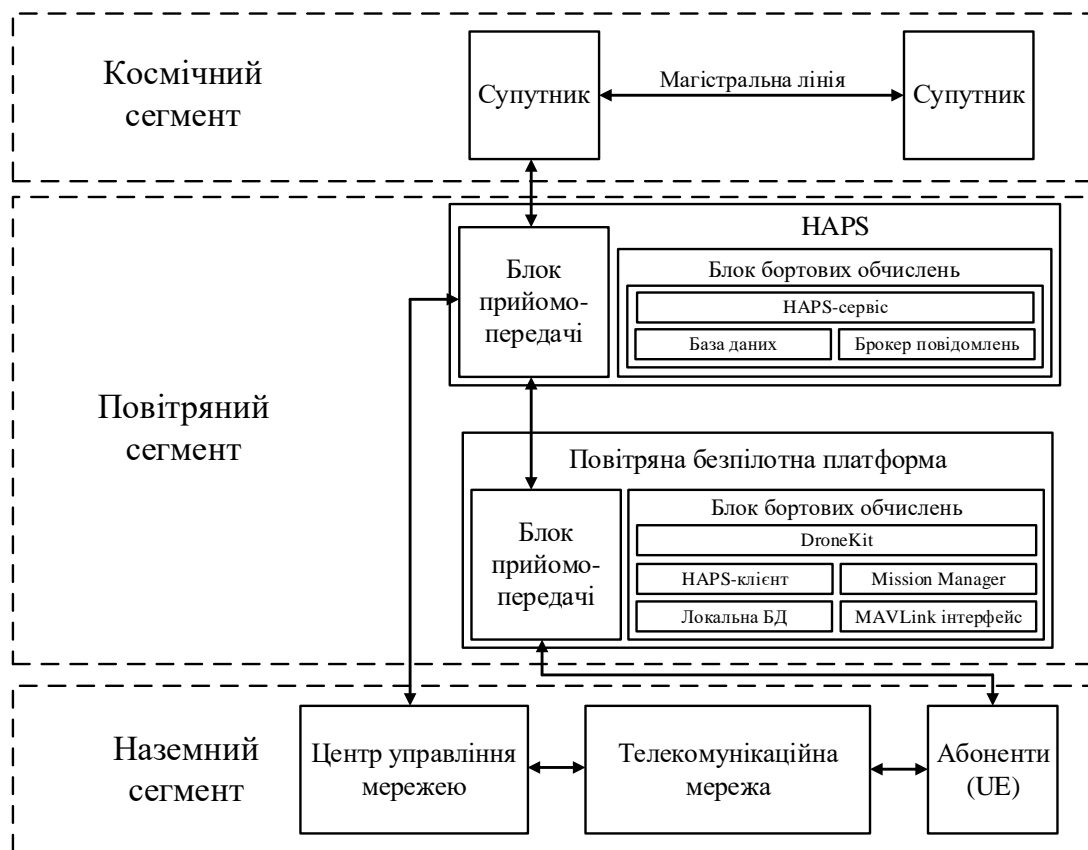 Космічний
сегмент
Супутник
Магістральна лінія
Супутник
Повітряний
сегмент
HAPS
Блок
прийомо-
передачі
Блок бортових обчислень
HAPS-сервіс
База даних
Брокер повідомлень
Повітряна безпілотна платформа
Блок
прийомо-
передачі
Блок бортових обчислень
DroneKit
HAPS-клієнт
Mission Manager
Локальна БД
MAVLink інтерфейс
Наземний
сегмент
Центр управління
мережею
Телекомунікаційна
мережа
Абоненти
(UE)